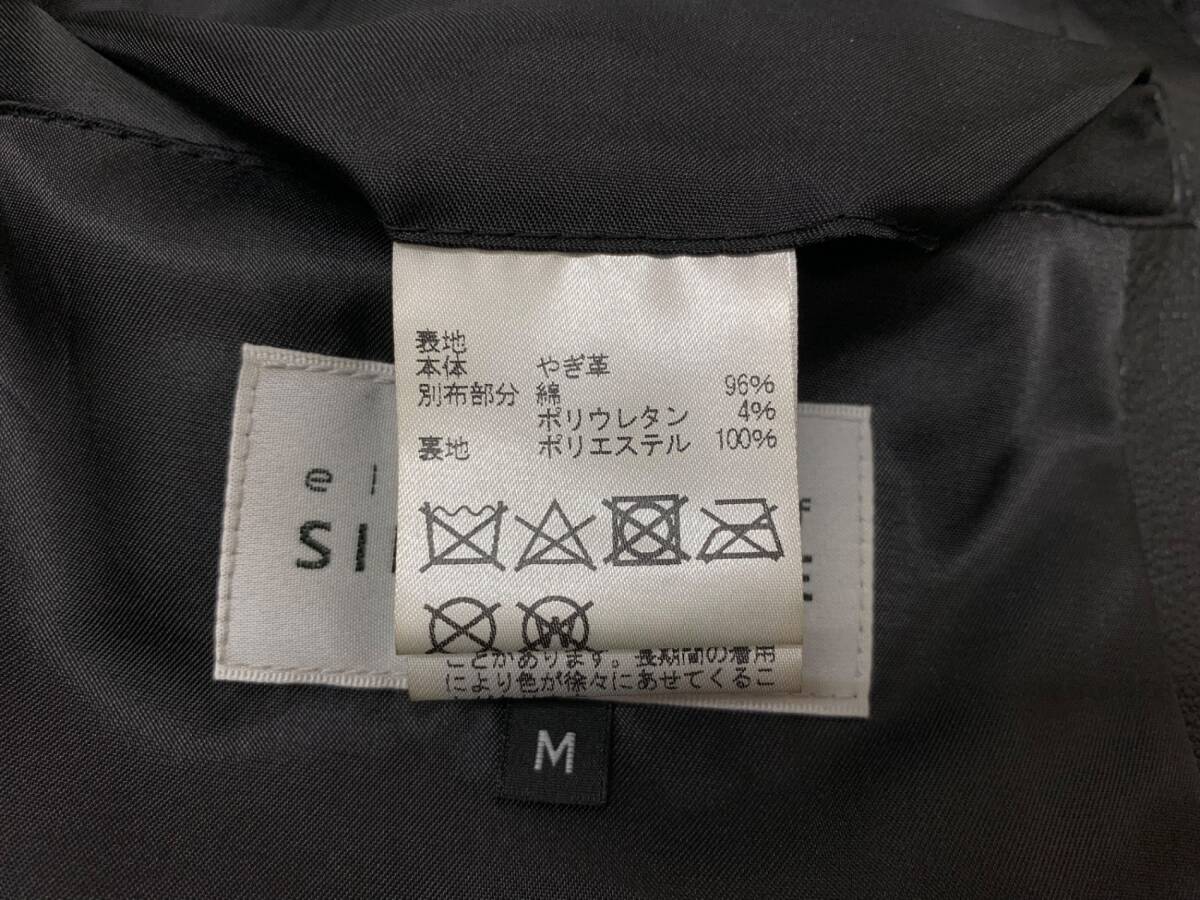 表地
本体 やぎ革
別布部分 綿 96%
ポリウレタン 4%
裏地 ポリエステル 100%
ことがあります。長期間の着用
により色が徐々にあせてくるこ
M